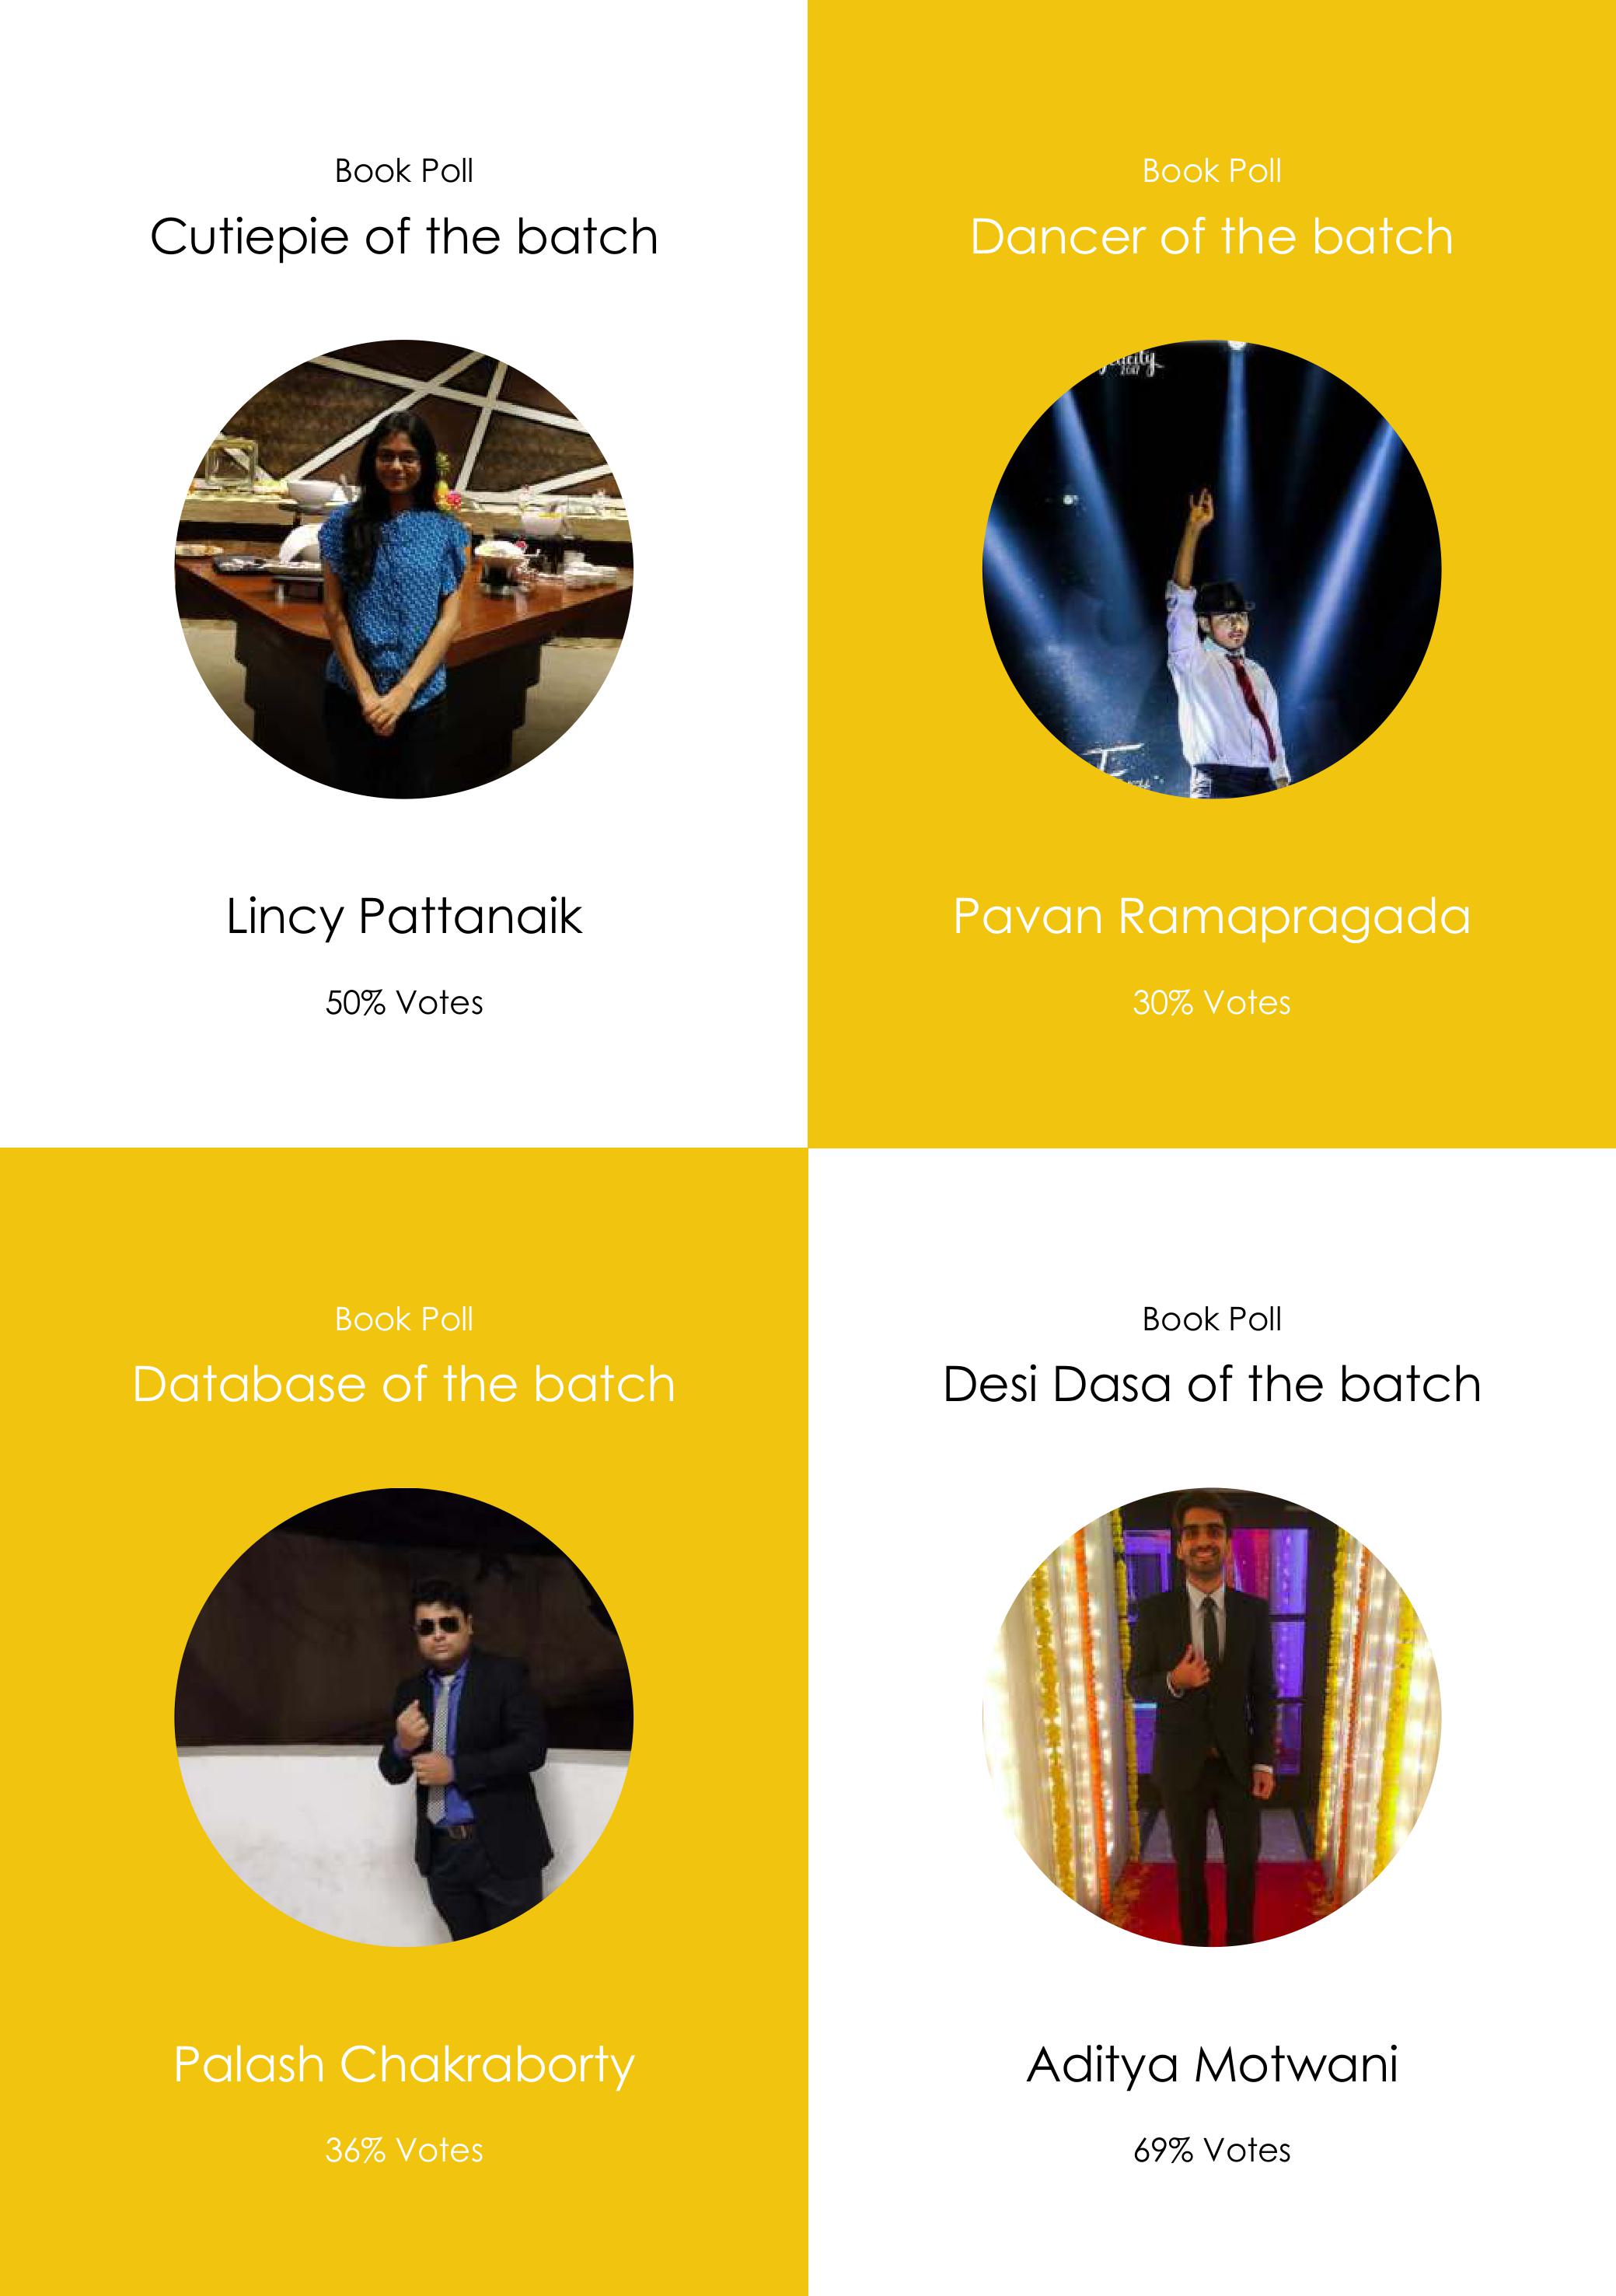 Book Poll
Cutiepie of the batch
Lincy Pattanaik
50% Votes
Book Poll
Dancer of the batch
2017
Pavan Ramapragada
30% Votes
Book Poll
Database of the batch
Palash Chakraborty
36% Votes
Book Poll
Desi Dasa of the batch
Aditya Motwani
69% Votes